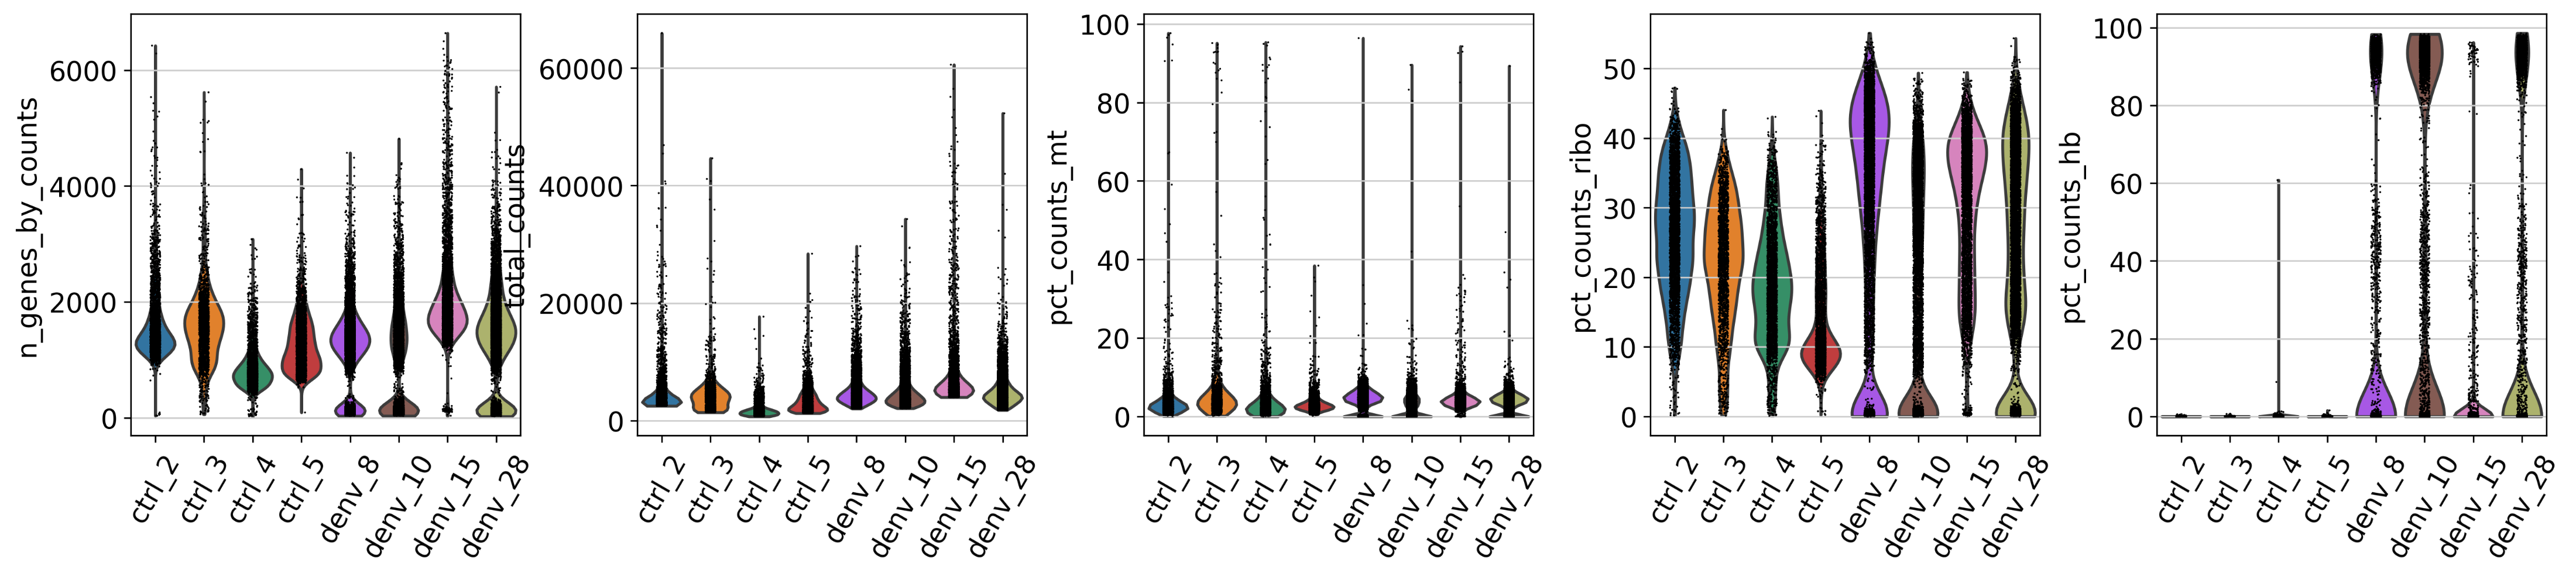 n_genes_by_counts
6000
4000
2000
0
ctrl_2
ctrl_3
ctrl_4
ctrl_5
denv_8
denv_10
denv_15
denv_28
total_counts
60000
40000
20000
0
ctrl_2
ctrl_3
ctrl_4
ctrl_5
denv_8
denv_10
denv_15
denv_28
pct_counts_mt
100
80
60
40
20
0
ctrl_2
ctrl_3
ctrl_4
ctrl_5
denv_8
denv_10
denv_15
denv_28
pct_counts_ribo
50
40
30
20
10
0
ctrl_2
ctrl_3
ctrl_4
ctrl_5
denv_8
denv_10
denv_15
denv_28
pct_counts_hb
100
80
60
40
20
0
ctrl_2
ctrl_3
ctrl_4
ctrl_5
denv_8
denv_10
denv_15
denv_28